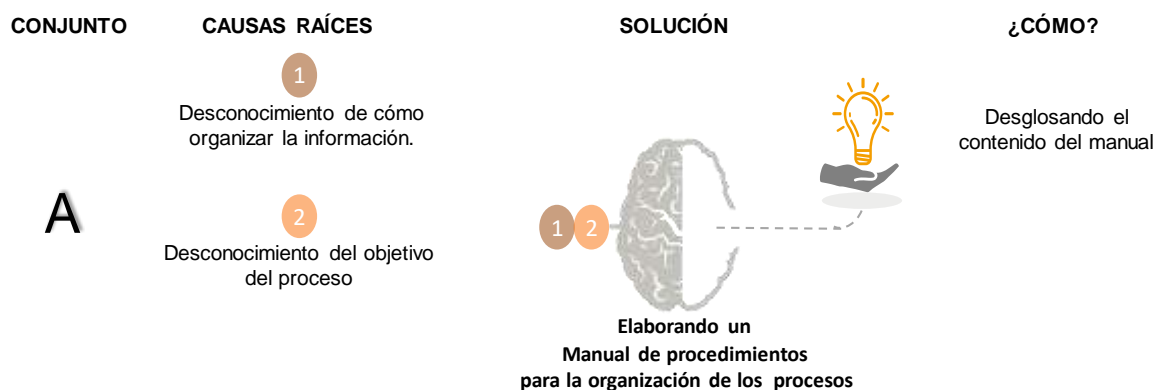 CONJUNTO
CAUSAS RAÍCES
SOLUCIÓN
¿CÓMO?
1
Desconocimiento de cómo
organizar la información.
Desglosando el
contenido del manual
A
2
Desconocimiento del objetivo
del proceso
1 2
Elaborando un
Manual de procedimientos
para la organización de los procesos